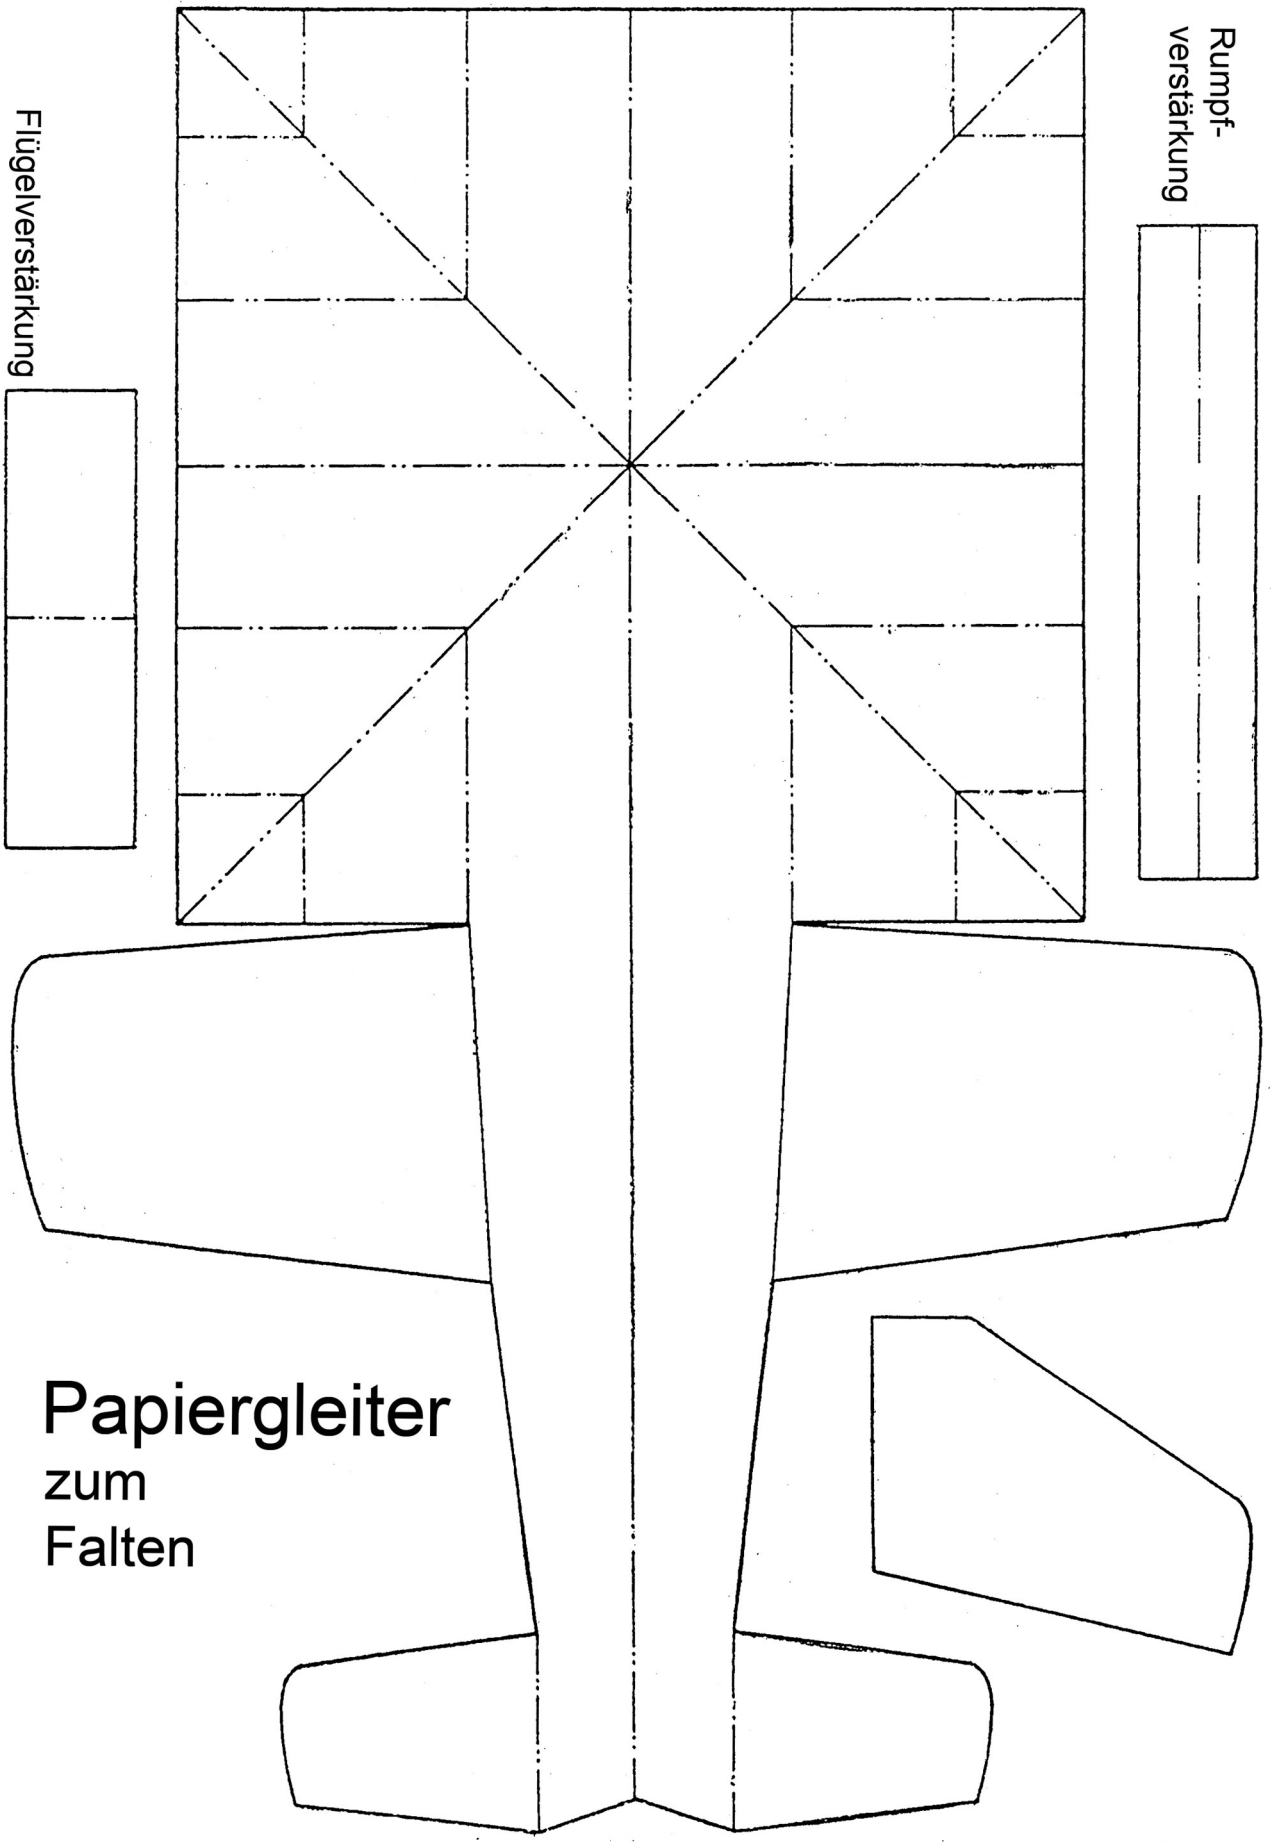 Rumpf-
verstärkung
Flügelverstärkung
Papiergleiter
zum
Falten